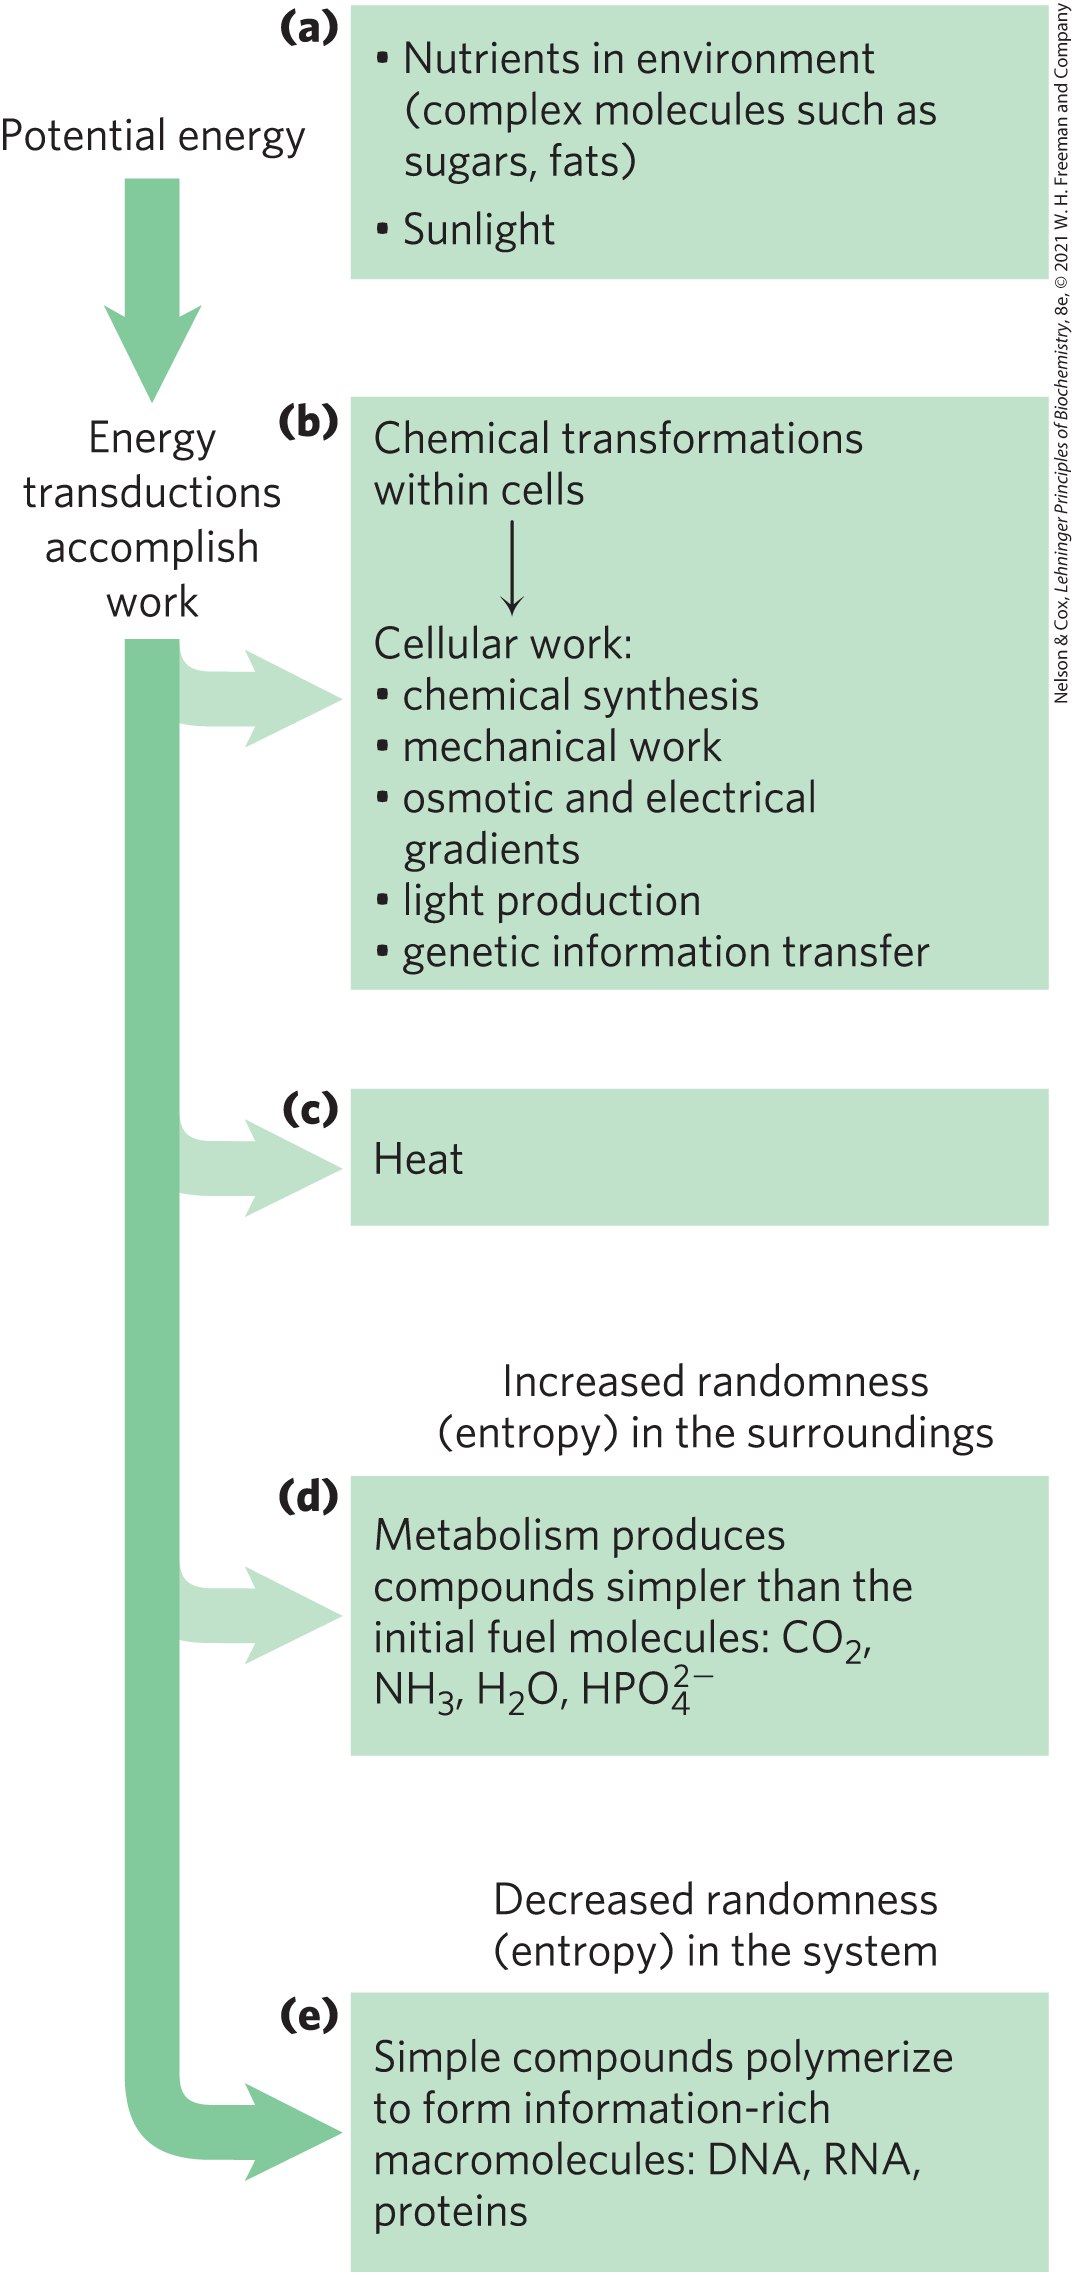 (a)
• Nutrients in environment
(complex molecules such as
sugars, fats)
• Sunlight
Potential energy
Energy
transductions
accomplish
work
(b)
Chemical transformations
within cells
Cellular work:
• chemical synthesis
• mechanical work
• osmotic and electrical
gradients
• light production
• genetic information transfer
(c)
Heat
Increased randomness
(entropy) in the surroundings
(d)
Metabolism produces
compounds simpler than the
initial fuel molecules: CO₂,
NH₃, H₂O, HPO₄²⁻
Decreased randomness
(entropy) in the system
(e)
Simple compounds polymerize
to form information-rich
macromolecules: DNA, RNA,
proteins
Nelson & Cox, Lehninger Principles of Biochemistry, 8e, © 2021 W. H. Freeman and Company